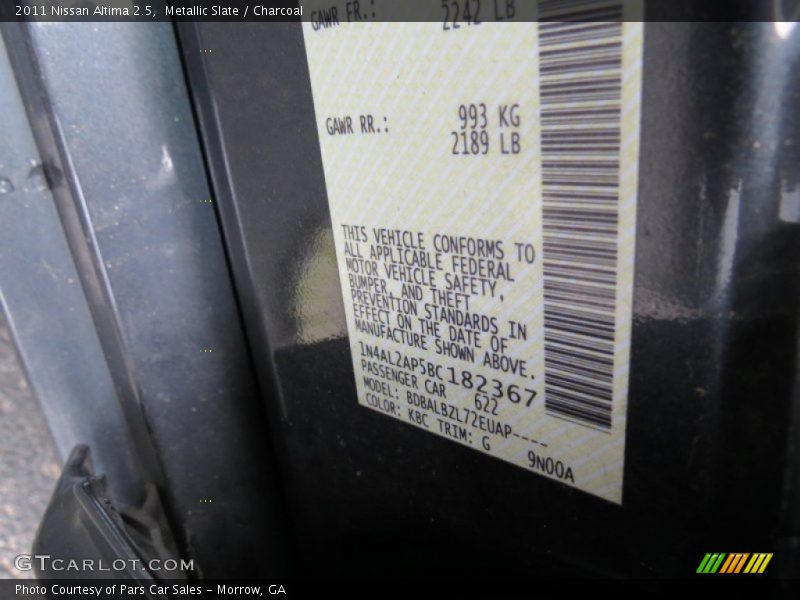 2011 Nissan Altima 2.5, Metallic Slate / Charcoal
GAWR FR.: 2242 LB
GAWR RR.: 993 KG
2189 LB
THIS VEHICLE CONFORMS TO
ALL APPLICABLE FEDERAL
MOTOR VEHICLE SAFETY,
BUMPER, AND THEFT
PREVENTION STANDARDS IN
EFFECT ON THE DATE OF
MANUFACTURE SHOWN ABOVE.
1N4AL2AP5BC182367
PASSENGER CAR 622
MODEL: BDBALBZL72EUAP----
COLOR: KBC TRIM: G 9N00A
GTCARLOT.COM
Photo Courtesy of Pars Car Sales - Morrow, GA